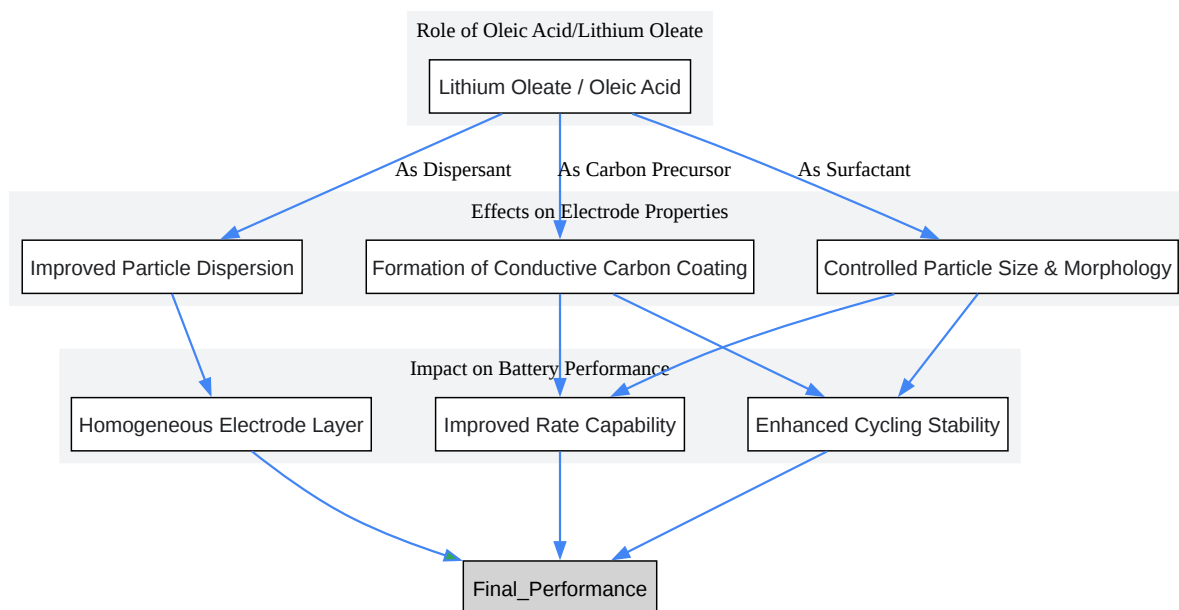 Role of Oleic Acid/Lithium Oleate
Lithium Oleate / Oleic Acid
As Dispersant
As Carbon Precursor
As Surfactant
Effects on Electrode Properties
Improved Particle Dispersion
Formation of Conductive Carbon Coating
Controlled Particle Size & Morphology
Impact on Battery Performance
Homogeneous Electrode Layer
Improved Rate Capability
Enhanced Cycling Stability
Final_Performance